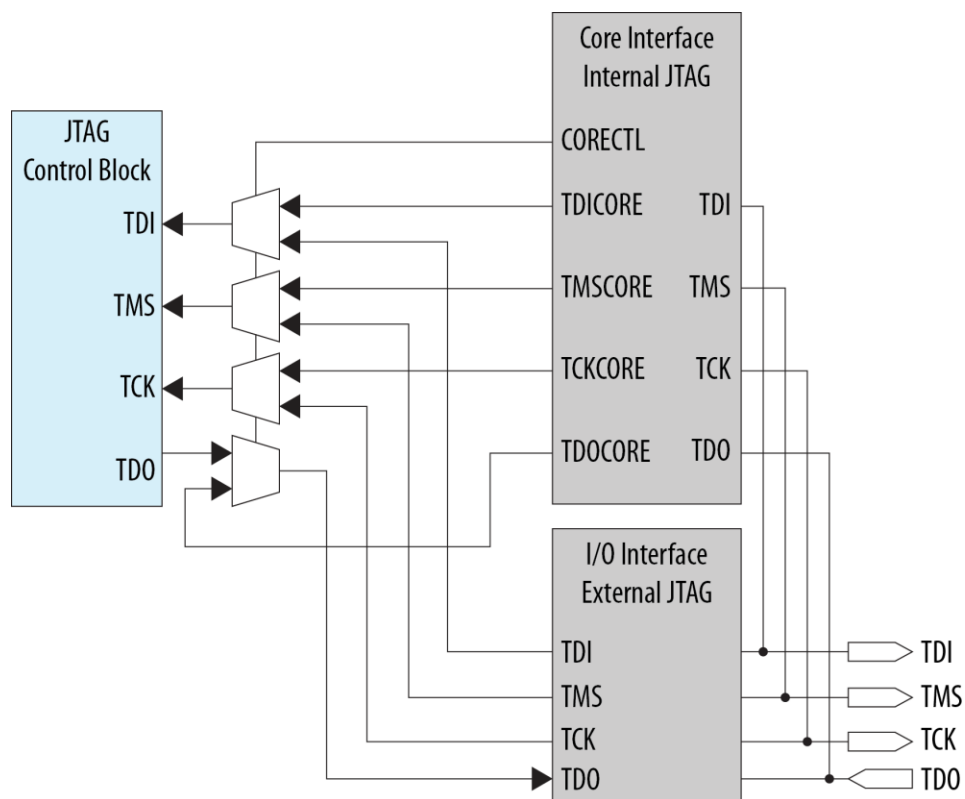 Core Interface
Internal JTAG
JTAG
Control Block
CORECTL
TDI
TDICORE
TDI
TMS
TMSCORE
TMS
TCK
TCKCORE
TCK
TDO
TDOCORE
TDO
I/O Interface
External JTAG
TDI
TDI
TMS
TMS
TCK
TCK
TDO
TDO